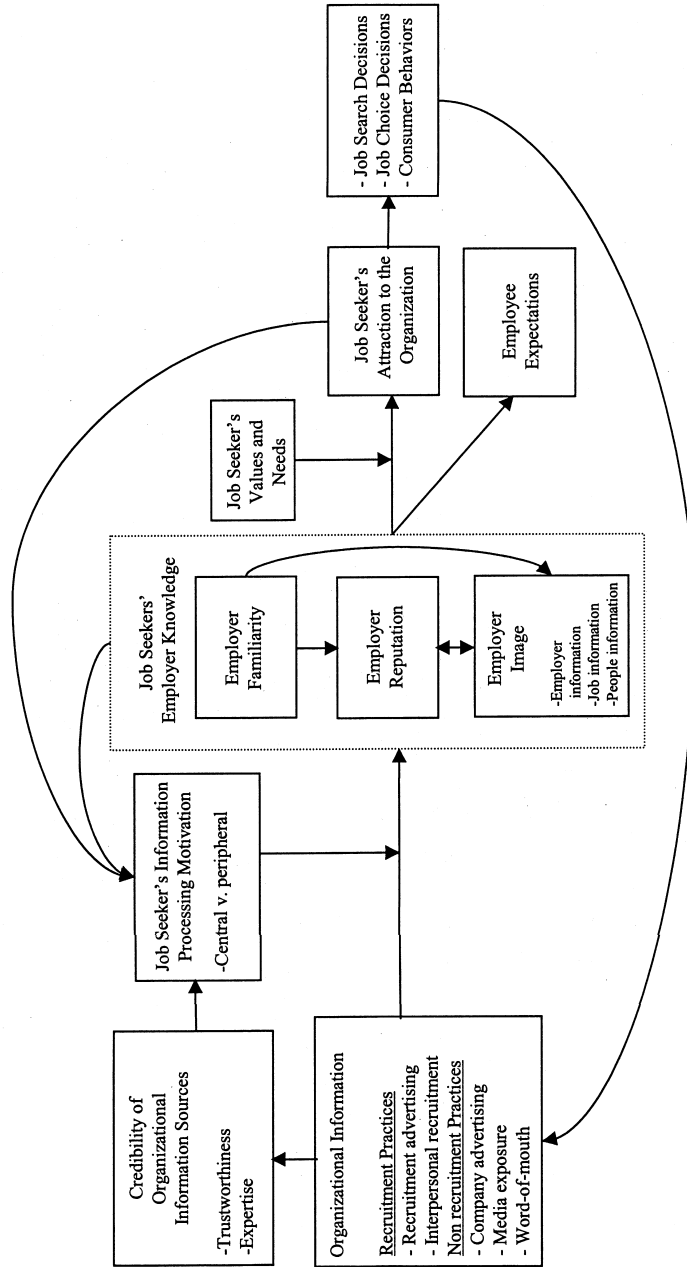 Credibility of
Organizational
Information Sources
-Trustworthiness
-Expertise
Organizational Information
Recruitment Practices
- Recruitment advertising
- Interpersonal recruitment
Non recruitment Practices
- Company advertising
- Media exposure
- Word-of-mouth
Job Seeker's Information
Processing Motivation
-Central v. peripheral
Job Seekers'
Employer Knowledge
Employer
Familiarity
Employer
Reputation
Employer
Image
-Employer
information
-Job information
-People information
Job Seeker's
Values and
Needs
Job Seeker's
Attraction to the
Organization
Employee
Expectations
- Job Search Decisions
- Job Choice Decisions
- Consumer Behaviors